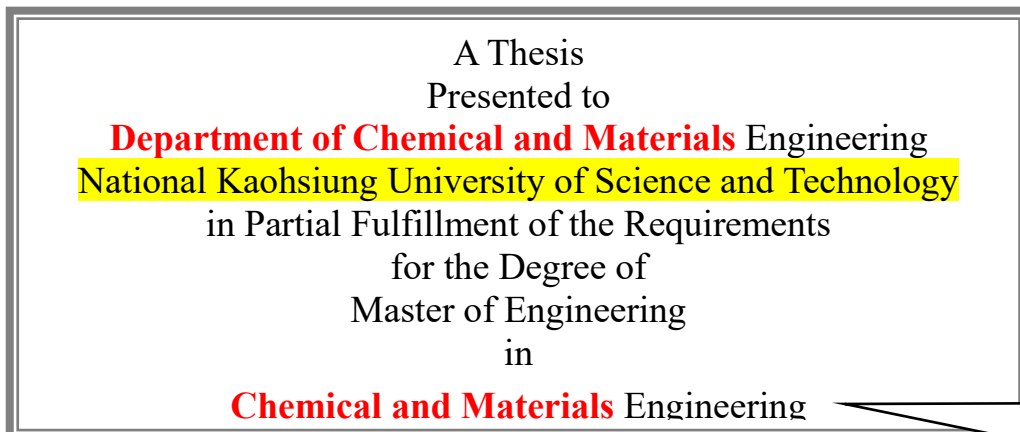 A Thesis
Presented to
Department of Chemical and Materials Engineering
National Kaohsiung University of Science and Technology
in Partial Fulfillment of the Requirements
for the Degree of
Master of Engineering
in
Chemical and Materials Engineering